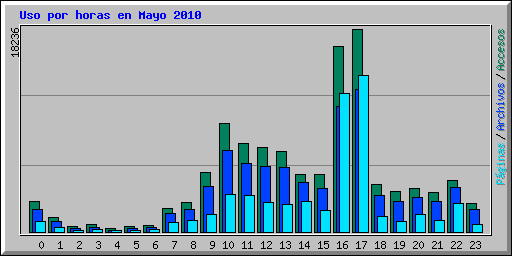 Uso por horas en Mayo 2010
18236
Páginas / Archivos / Accesos
0 1 2 3 4 5 6 7 8 9 10 11 12 13 14 15 16 17 18 19 20 21 22 23